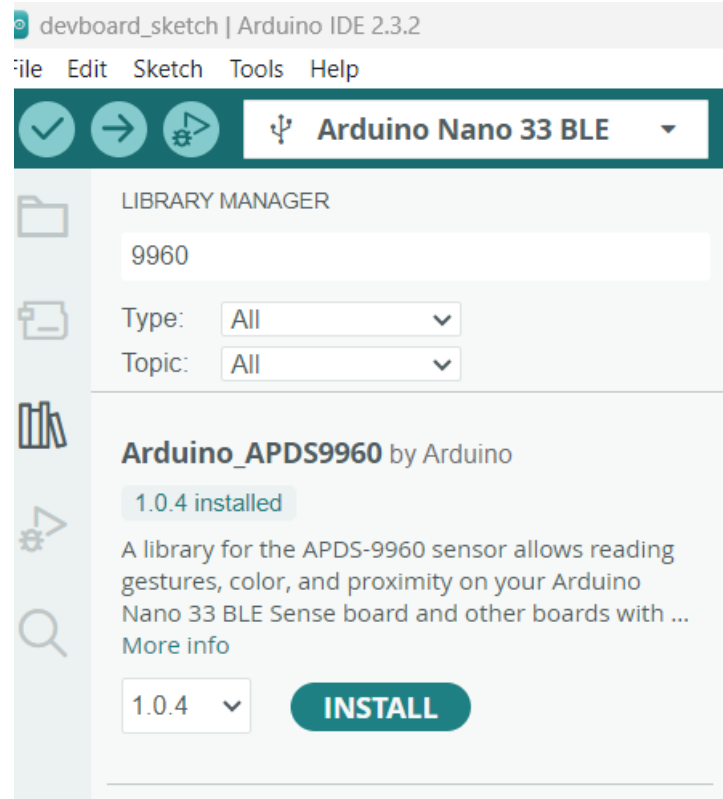 devboard_sketch | Arduino IDE 2.3.2
File Edit Sketch Tools Help
Arduino Nano 33 BLE
LIBRARY MANAGER
9960
Type: All
Topic: All
Arduino_APDS9960 by Arduino
1.0.4 installed
A library for the APDS-9960 sensor allows reading
gestures, color, and proximity on your Arduino
Nano 33 BLE Sense board and other boards with ...
More info
1.0.4 INSTALL